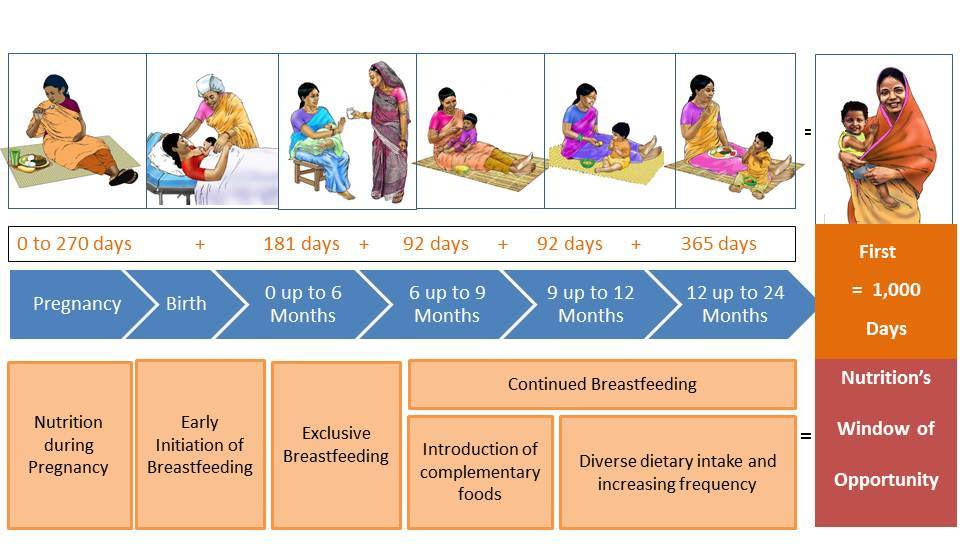 =
0 to 270 days + 181 days + 92 days + 92 days + 365 days
First
= 1,000
Days
Pregnancy
Birth
0 up to 6
Months
6 up to 9
Months
9 up to 12
Months
12 up to 24
Months
Nutrition
during
Pregnancy
Early
Initiation of
Breastfeeding
Exclusive
Breastfeeding
Continued Breastfeeding
Introduction of
complementary
foods
Diverse dietary intake and
increasing frequency
=
Nutrition’s
Window of
Opportunity